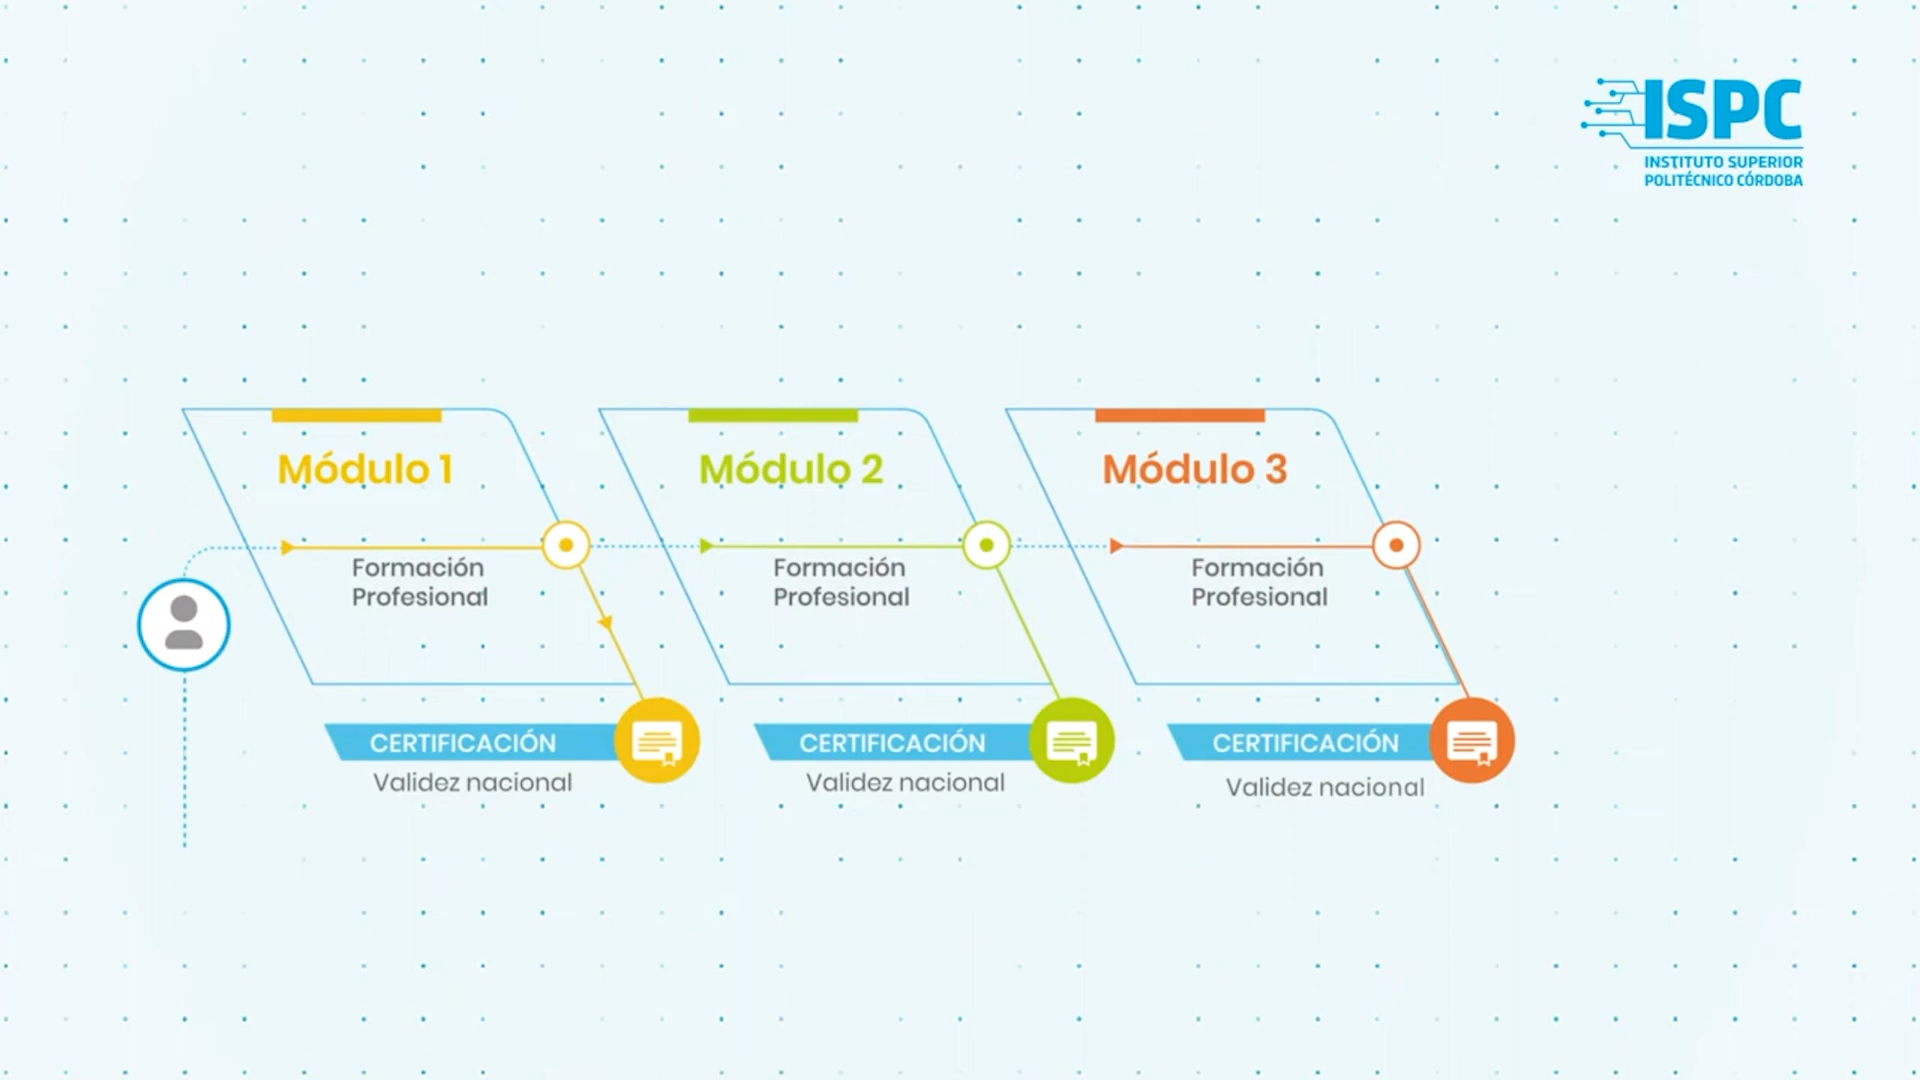 ISPC
INSTITUTO SUPERIOR
POLITÉCNICO CÓRDOBA
Módulo 1
Formación
Profesional
CERTIFICACIÓN
Validez nacional
Módulo 2
Formación
Profesional
CERTIFICACIÓN
Validez nacional
Módulo 3
Formación
Profesional
CERTIFICACIÓN
Validez nacional